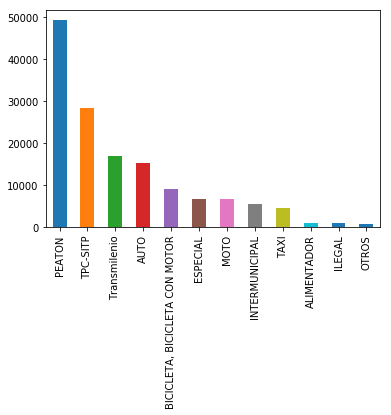 50000
40000
30000
20000
10000
0
PEATON
TPC-SITP
Transmilenio
AUTO
BICICLETA, BICICLETA CON MOTOR
ESPECIAL
MOTO
INTERMUNICIPAL
TAXI
ALIMENTADOR
ILEGAL
OTROS